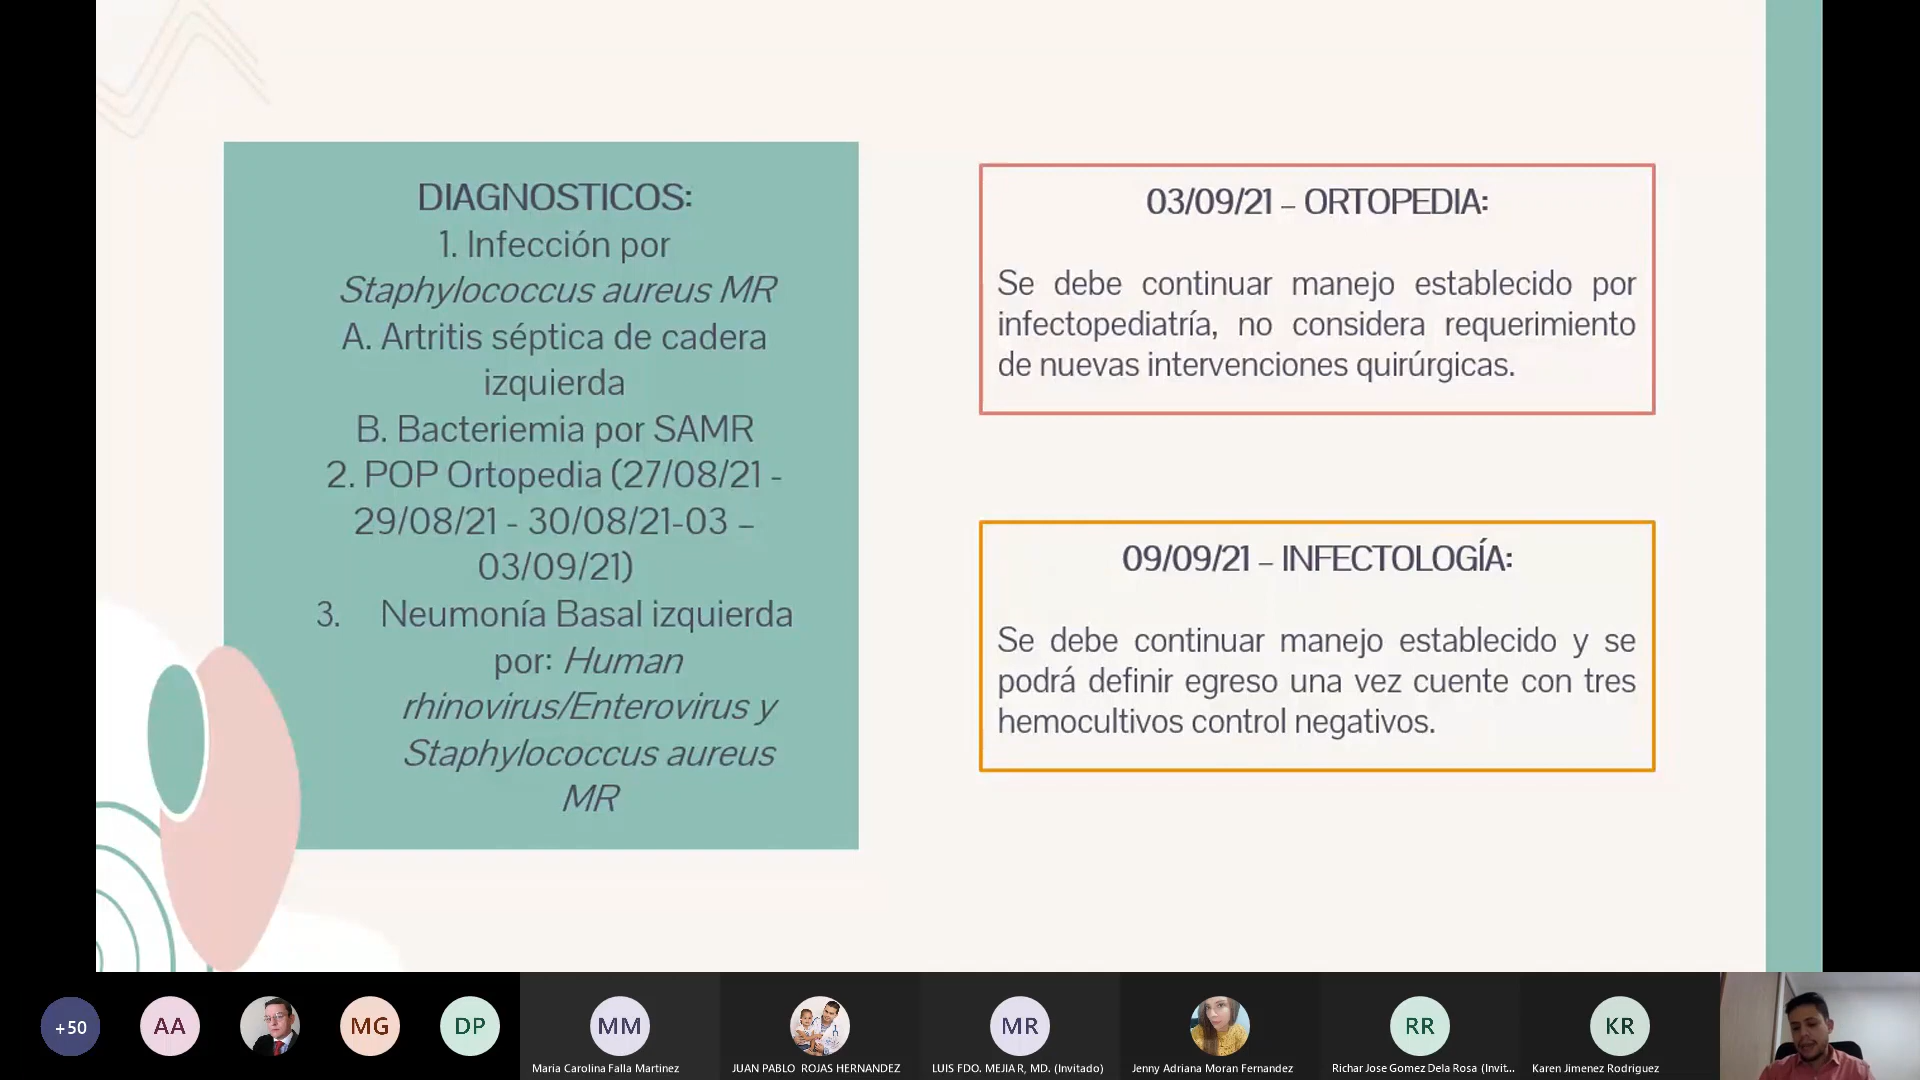 DIAGNOSTICOS:
1. Infección por
Staphylococcus aureus MR
A. Artritis séptica de cadera
izquierda
B. Bacteriemia por SAMR
2. POP Ortopedia (27/08/21 -
29/08/21 - 30/08/21-03 –
03/09/21)
3. Neumonía Basal izquierda
por: Human
rhinovirus/Enterovirus y
Staphylococcus aureus
MR
03/09/21 – ORTOPEDIA:
Se debe continuar manejo establecido por
infectopediatría, no considera requerimiento
de nuevas intervenciones quirúrgicas.
09/09/21 – INFECTOLOGÍA:
Se debe continuar manejo establecido y se
podrá definir egreso una vez cuente con tres
hemocultivos control negativos.
+50
AA
MG
DP
MM
MR
RR
KR
Maria Carolina Falla Martinez
JUAN PABLO ROJAS HERNANDEZ
LUIS FDO. MEJIA R, MD. (Invitado)
Jenny Adriana Moran Fernandez
Richar Jose Gomez Dela Rosa (Invit...
Karen Jimenez Rodriguez